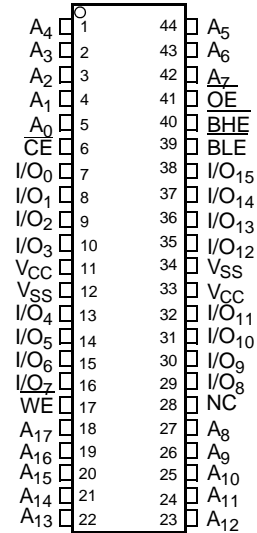 A4 1 44 A5
A3 2 43 A6
A2 3 42 A7
A1 4 41 OE
A0 5 40 BHE
CE 6 39 BLE
I/O0 7 38 I/O15
I/O1 8 37 I/O14
I/O2 9 36 I/O13
I/O3 10 35 I/O12
VCC 11 34 VSS
VSS 12 33 VCC
I/O4 13 32 I/O11
I/O5 14 31 I/O10
I/O6 15 30 I/O9
I/O7 16 29 I/O8
WE 17 28 NC
A17 18 27 A8
A16 19 26 A9
A15 20 25 A10
A14 21 24 A11
A13 22 23 A12